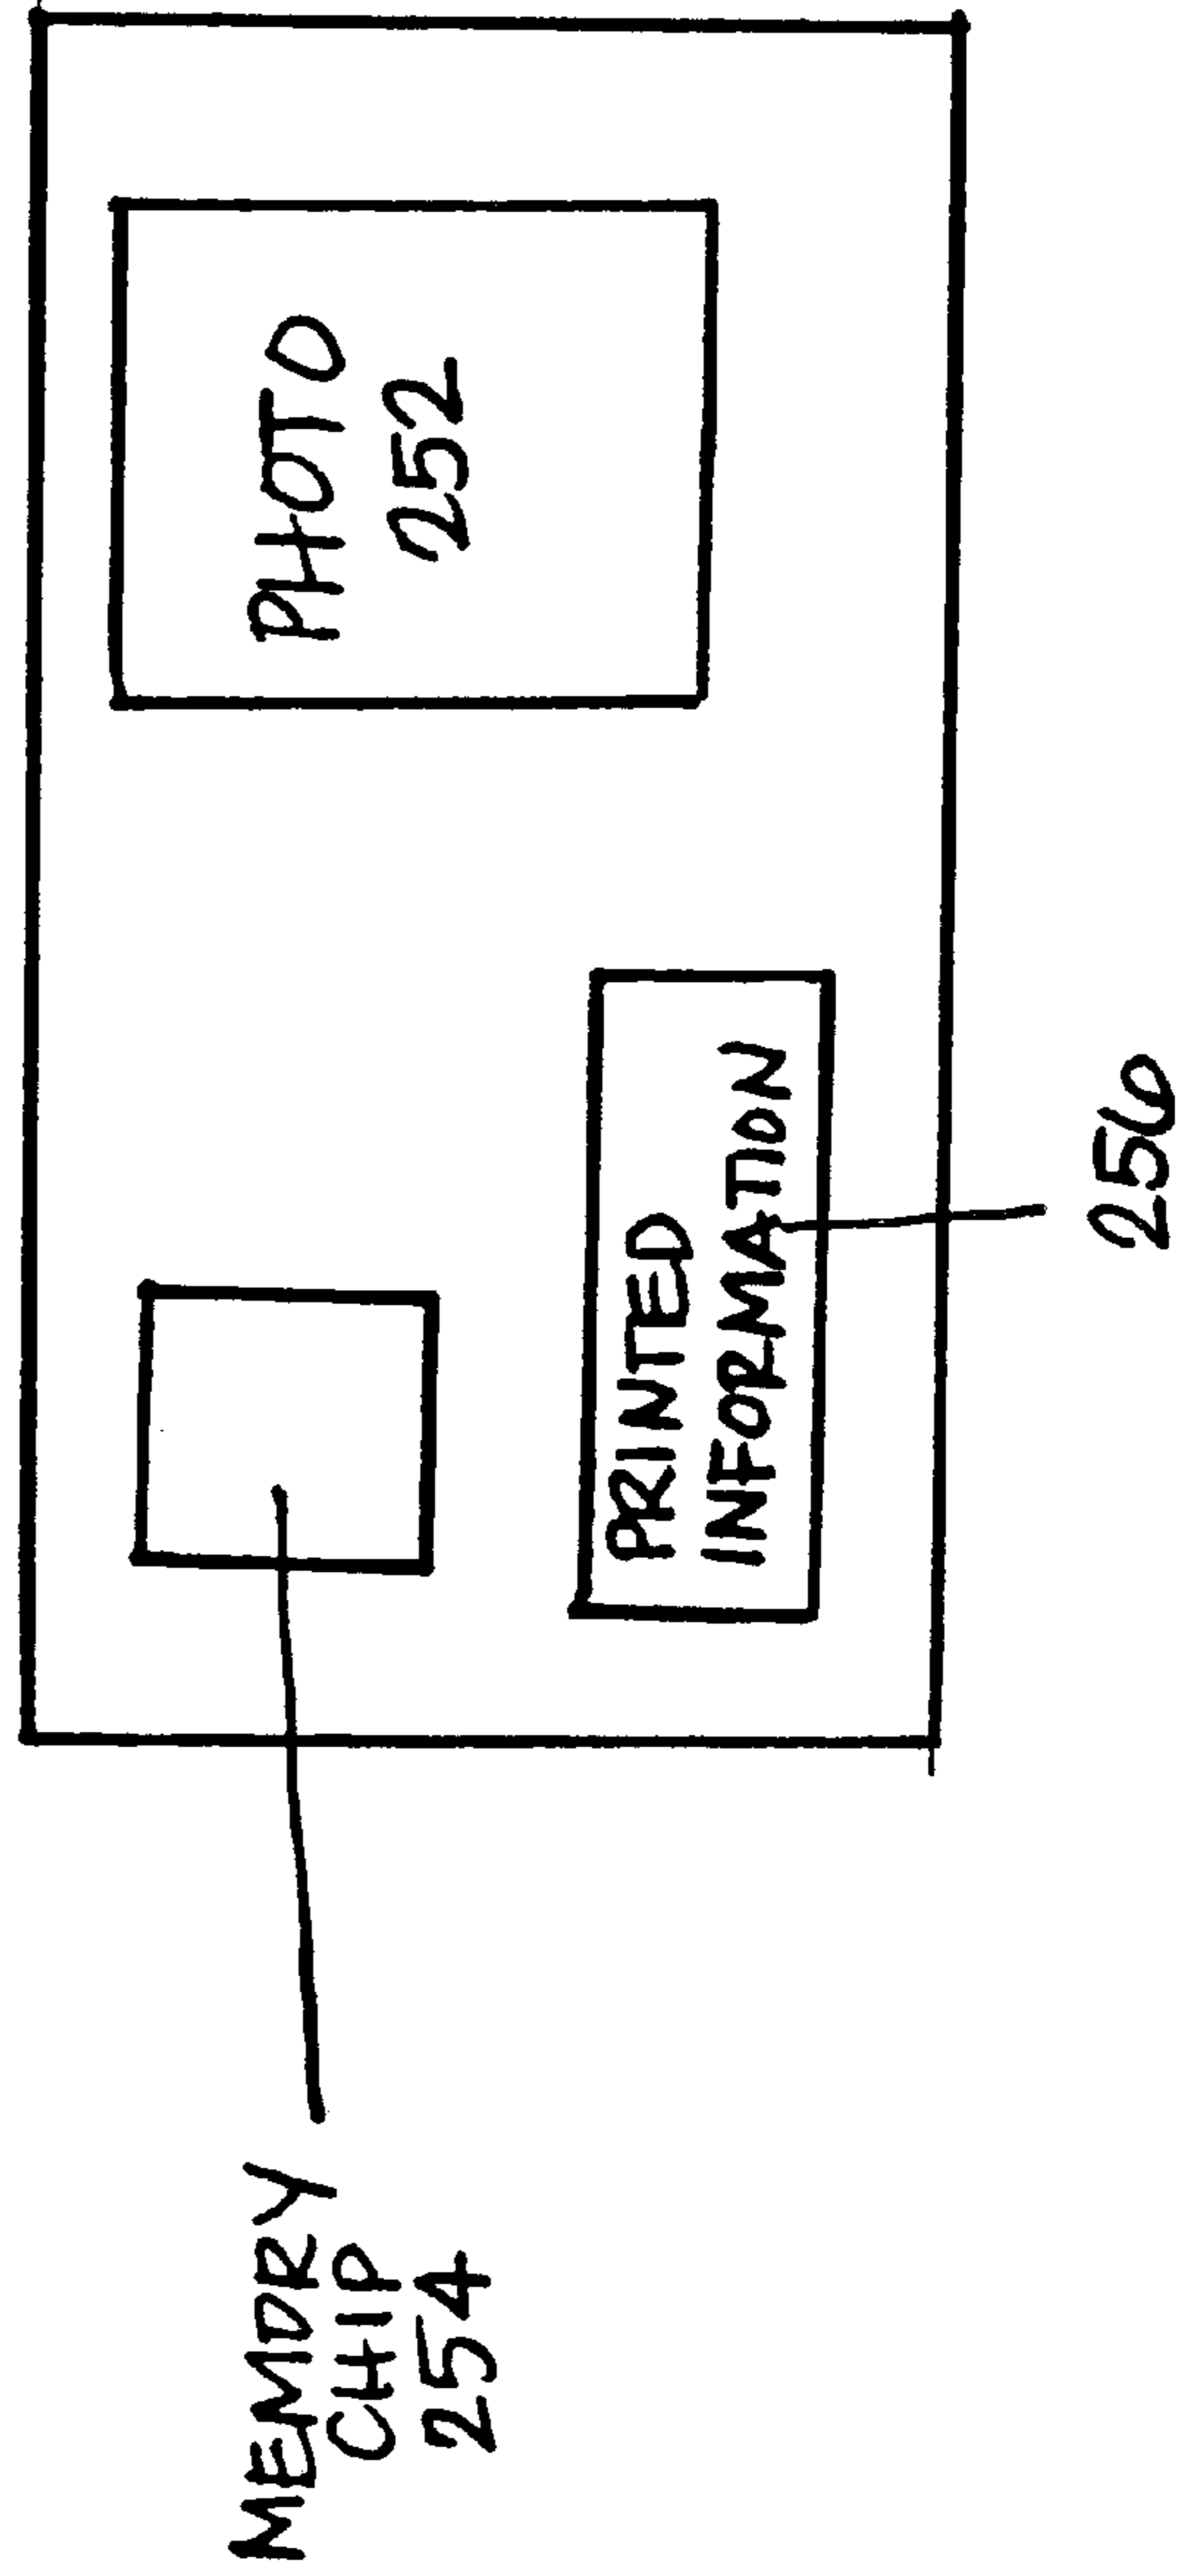 MEMORY
CHIP
254
PHOTO
252
PRINTED
INFORMATION
256